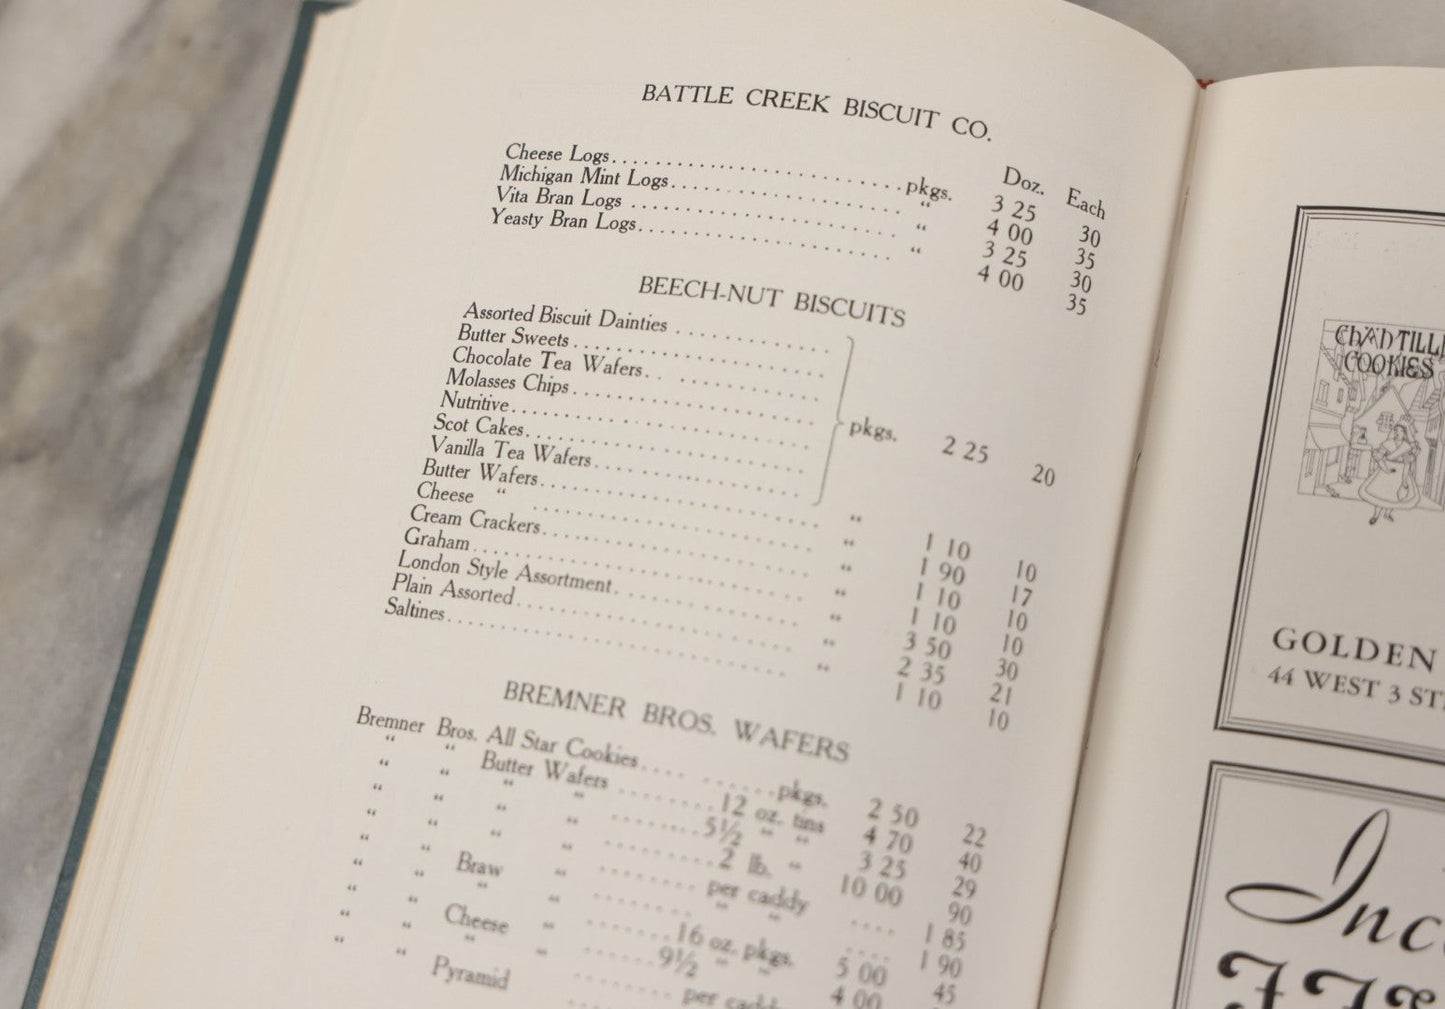 BATTLE CREEK BISCUIT CO.
Doz. Each
Cheese Logs.........................pkgs. 3 25 30
Michigan Mint Logs..................... “ 4 00 35
Vita Bran Logs ........................ “ 3 25 30
Yeasty Bran Logs....................... “ 4 00 35
BEECH-NUT BISCUITS
Assorted Biscuit Dainties ............
Butter Sweets.....................
Chocolate Tea Wafers.. ...........
Molasses Chips.................... pkgs. 2 25 20
Nutritive........................
Scot Cakes.......................
Vanilla Tea Wafers................
Butter Wafers...................... “ 1 10 10
Cheese “ ...................... “ 1 90 17
Cream Crackers..................... “ 1 10 10
Graham.......................... “ 1 10 10
London Style Assortment............... “ 3 50 30
Plain Assorted...................... “ 2 35 21
Saltines........................... “ 1 10 10
BREMNER BROS. WAFERS
Bremner Bros. All Star Cookies.... ......pkgs. 2 50 22
“ “ Butter Wafers ........12 oz. tins 4 70 40
“ “ “ “ .......5½ “ “ 3 25 29
“ “ “ “ ........2 lb. “ 10 00 90
“ “ “ “ ........ per caddy .... 1 85
“ “ Braw “ ........ “ “ .... 1 90
“ “ “ “ .......16 oz. pkgs. 5 00 45
“ “ Cheese “ ......9½ “ “ 4 00
“ “ “ “ ........ per
“ “ Pyramid
CHANTILL
COOKIES
GOLDEN
44 WEST 3 ST
Inc